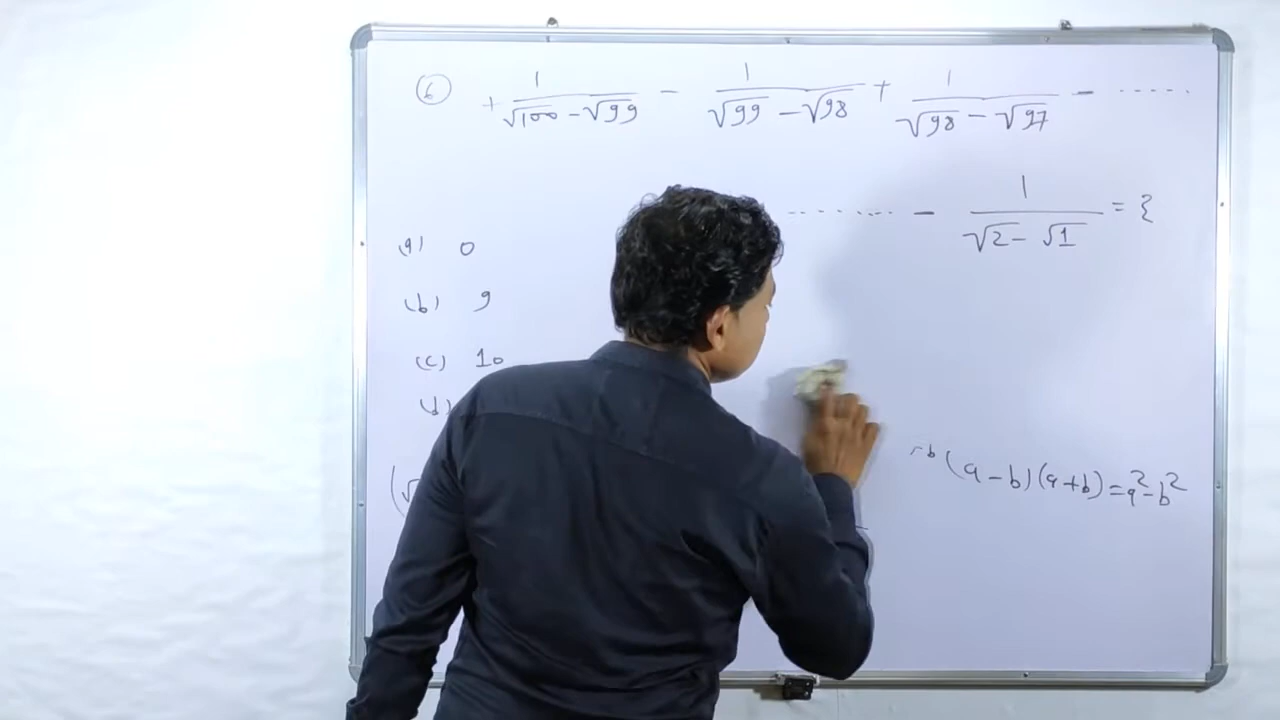 ⑥ + 1/(√100 - √99) - 1/(√99 - √98) + 1/(√98 - √97) - ......
......... - 1/(√2 - √1) = {
(a) 0
(b) 9
(c) 10
(d)
(√
-b (a-b)(a+b) = a²-b²